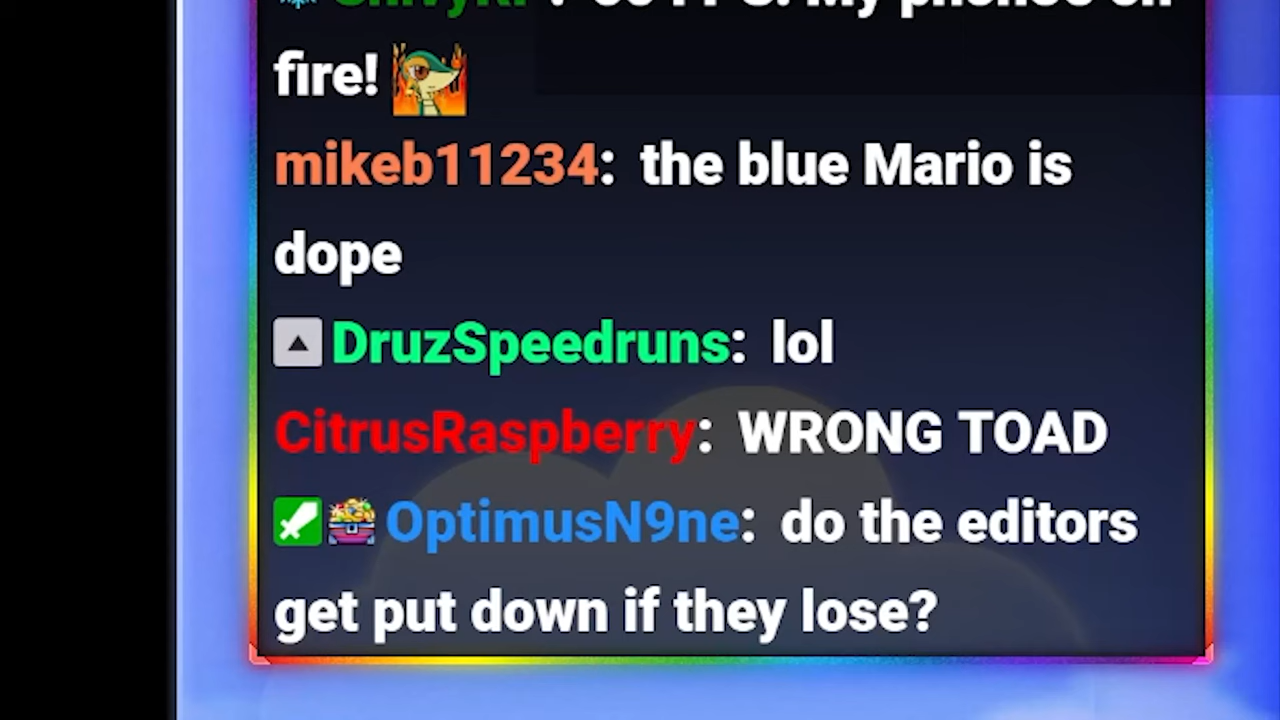 fire!
mikeb11234: the blue Mario is
dope
DruzSpeedruns: lol
CitrusRaspberry: WRONG TOAD
OptimusN9ne: do the editors
get put down if they lose?